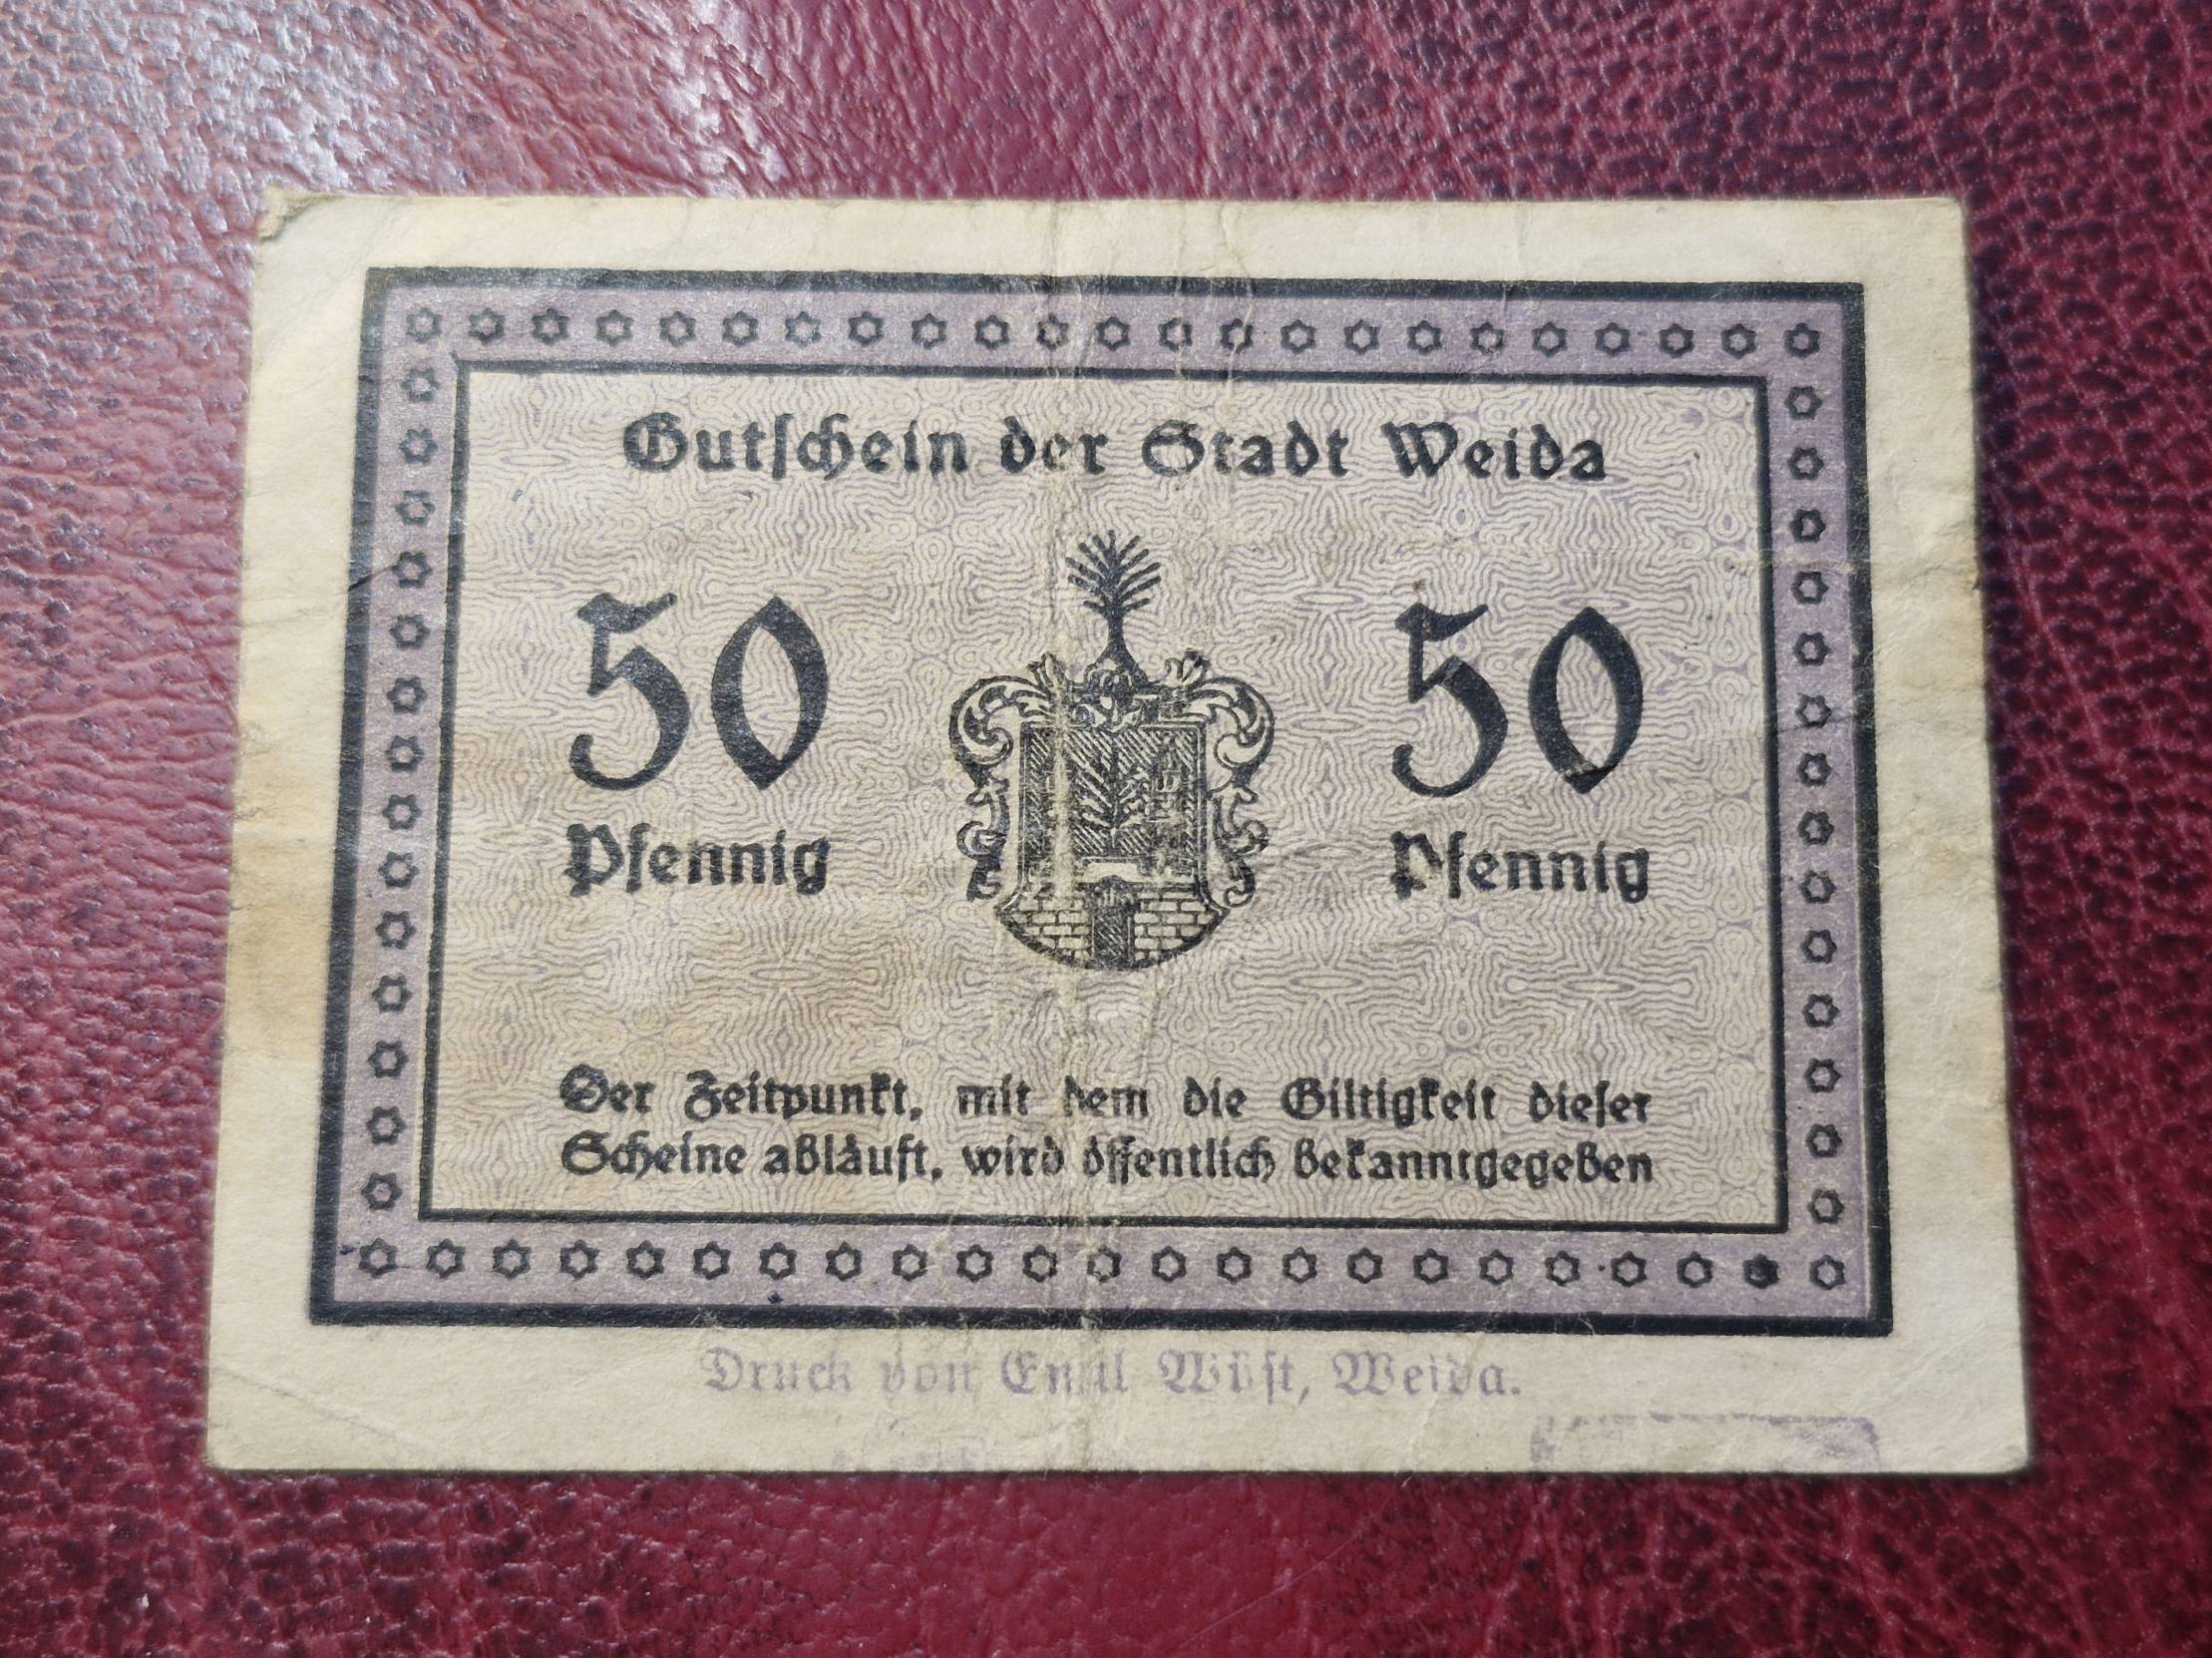 Gutschein der Stadt Weida
50 50
Pfennig Pfennig
Der Zeitpunkt, mit dem die Giltigkeit dieser
Scheine abläuft, wird öffentlich bekanntgegeben
Druck von Emil Wüst, Weida.